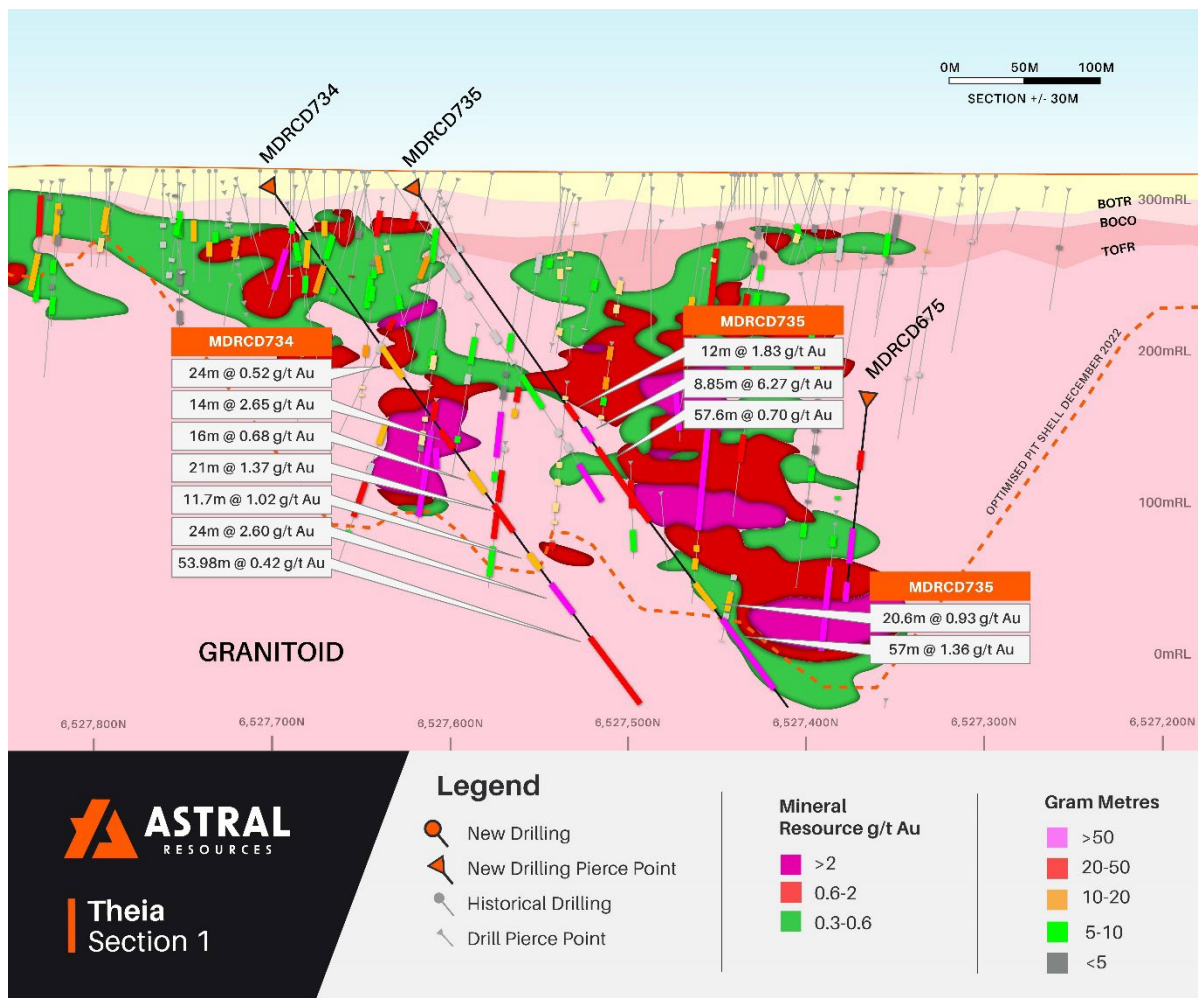 0M 50M 100M
SECTION +/- 30M
MDRCD734
MDRCD735
BOTR
300mRL
BOCO
TOFR
MDRCD675
200mRL
OPTIMISED PIT SHELL DECEMBER 2022
MDRCD734
24m @ 0.52 g/t Au
14m @ 2.65 g/t Au
16m @ 0.68 g/t Au
21m @ 1.37 g/t Au
11.7m @ 1.02 g/t Au
24m @ 2.60 g/t Au
53.98m @ 0.42 g/t Au
MDRCD735
12m @ 1.83 g/t Au
8.85m @ 6.27 g/t Au
57.6m @ 0.70 g/t Au
100mRL
MDRCD735
20.6m @ 0.93 g/t Au
57m @ 1.36 g/t Au
GRANITOID
0mRL
6,527,800N 6,527,700N 6,527,600N 6,527,500N 6,527,400N 6,527,300N 6,527,200N
ASTRAL
RESOURCES
Theia
Section 1
Legend
New Drilling
New Drilling Pierce Point
Historical Drilling
Drill Pierce Point
Mineral
Resource g/t Au
>2
0.6-2
0.3-0.6
Gram Metres
>50
20-50
10-20
5-10
<5